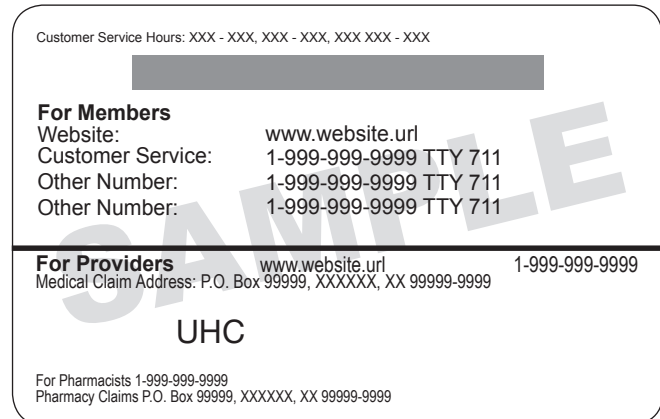 Customer Service Hours: XXX - XXX, XXX - XXX, XXX XXX - XXX
For Members
Website: www.website.url
Customer Service: 1-999-999-9999 TTY 711
Other Number: 1-999-999-9999 TTY 711
Other Number: 1-999-999-9999 TTY 711
SAMPLE
For Providers www.website.url 1-999-999-9999
Medical Claim Address: P.O. Box 99999, XXXXXX, XX 99999-9999
UHC
For Pharmacists 1-999-999-9999
Pharmacy Claims P.O. Box 99999, XXXXXX, XX 99999-9999